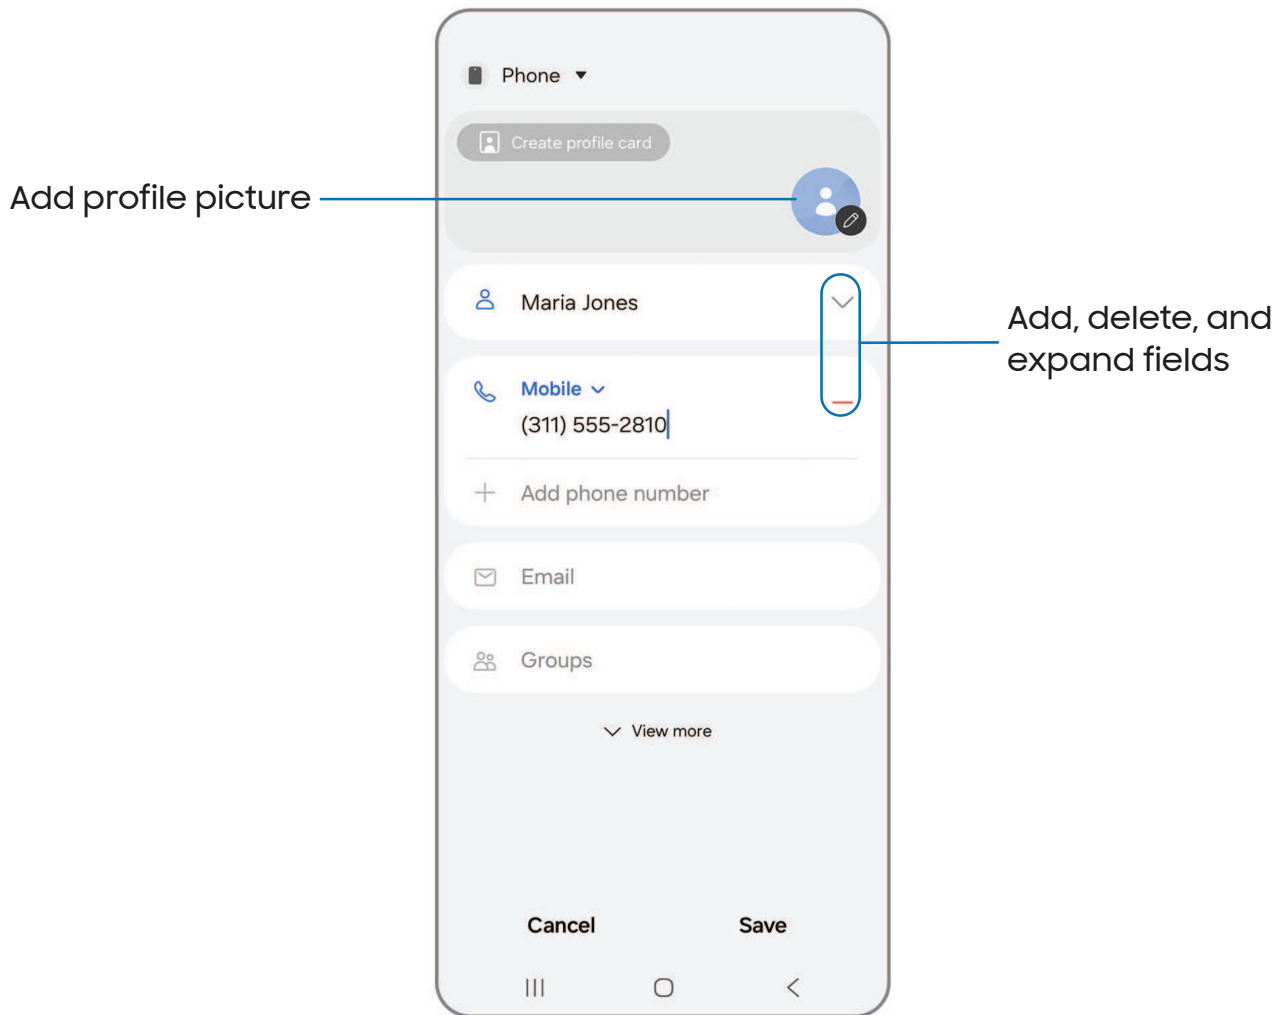 Phone
Create profile card
Add profile picture
Maria Jones
Add, delete, and
expand fields
Mobile
(311) 555-2810
Add phone number
Email
Groups
View more
Cancel
Save